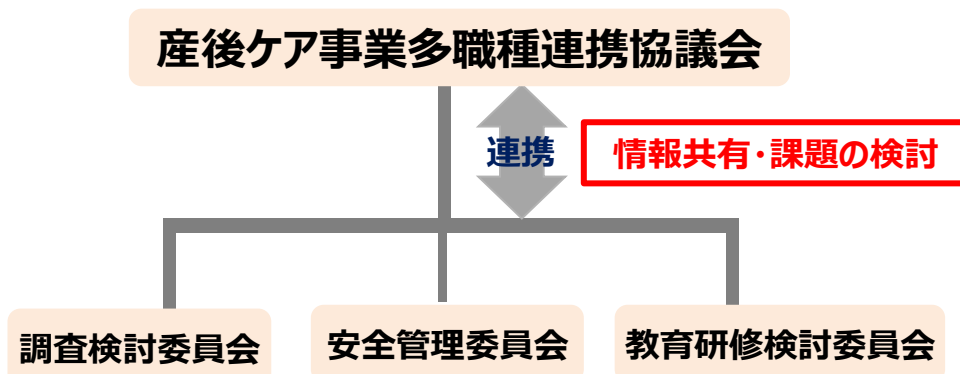 産後ケア事業多職種連携協議会
連携
情報共有・課題の検討
調査検討委員会
安全管理委員会
教育研修検討委員会